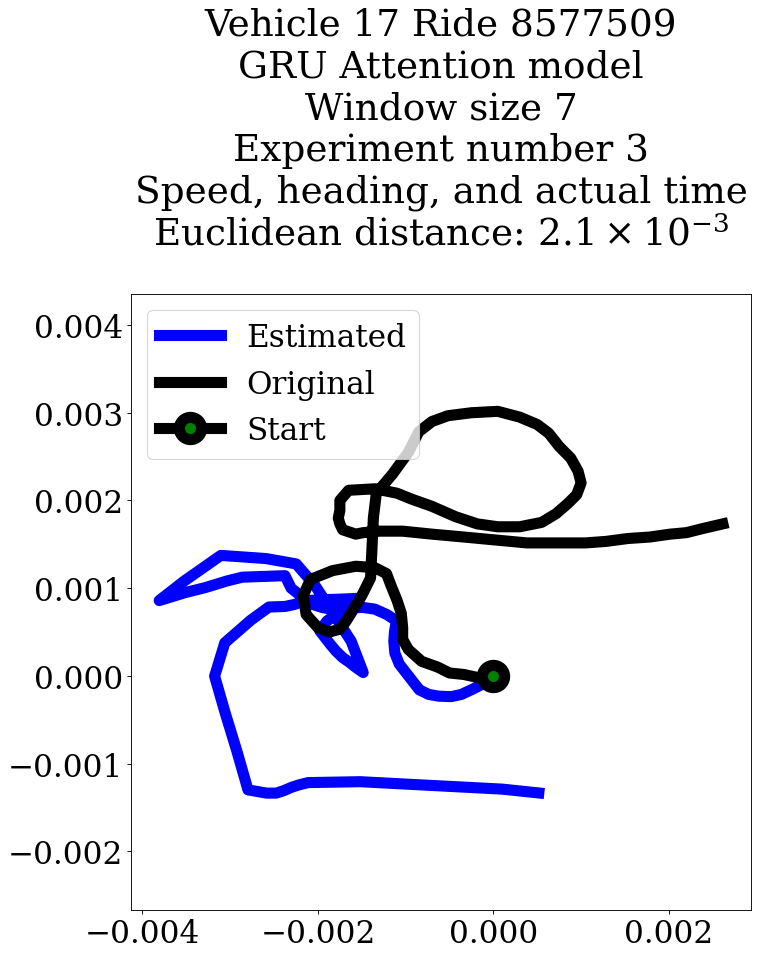 Vehicle 17 Ride 8577509
GRU Attention model
Window size 7
Experiment number 3
Speed, heading, and actual time
Euclidean distance: 2.1 × 10⁻³
Estimated
Original
Start
0.004
0.003
0.002
0.001
0.000
−0.001
−0.002
−0.004 −0.002 0.000 0.002